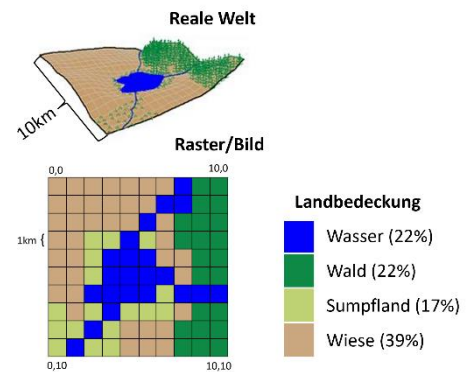 Reale Welt
10km
Raster/Bild
0,0 10,0
1km {
0,10 10,10
Landbedeckung
Wasser (22%)
Wald (22%)
Sumpfland (17%)
Wiese (39%)